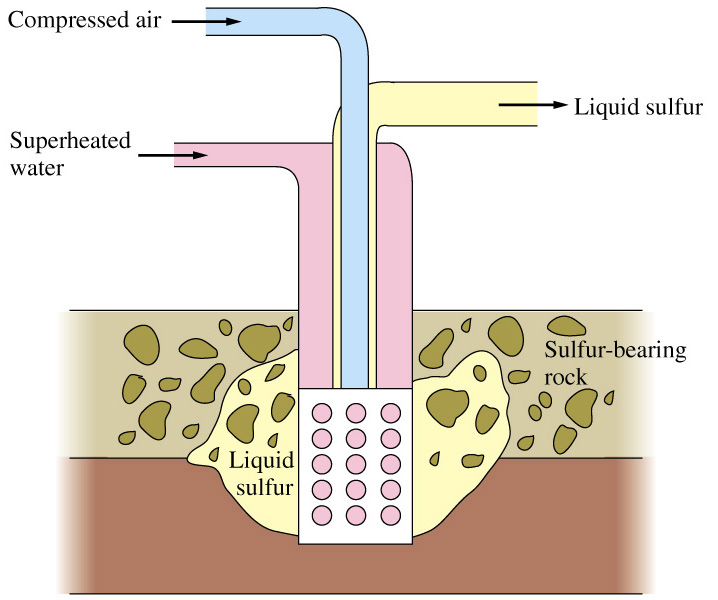 Compressed air
Liquid sulfur
Superheated
water
Sulfur-bearing
rock
Liquid
sulfur